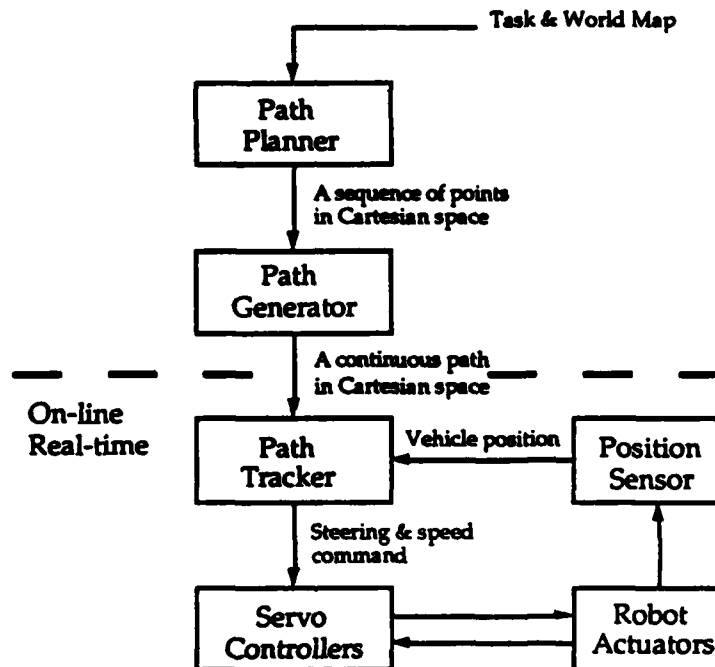 Task & World Map
Path
Planner
A sequence of points
in Cartesian space
Path
Generator
A continuous path
in Cartesian space
On-line
Real-time
Path
Tracker
Vehicle position
Position
Sensor
Steering & speed
command
Servo
Controllers
Robot
Actuators